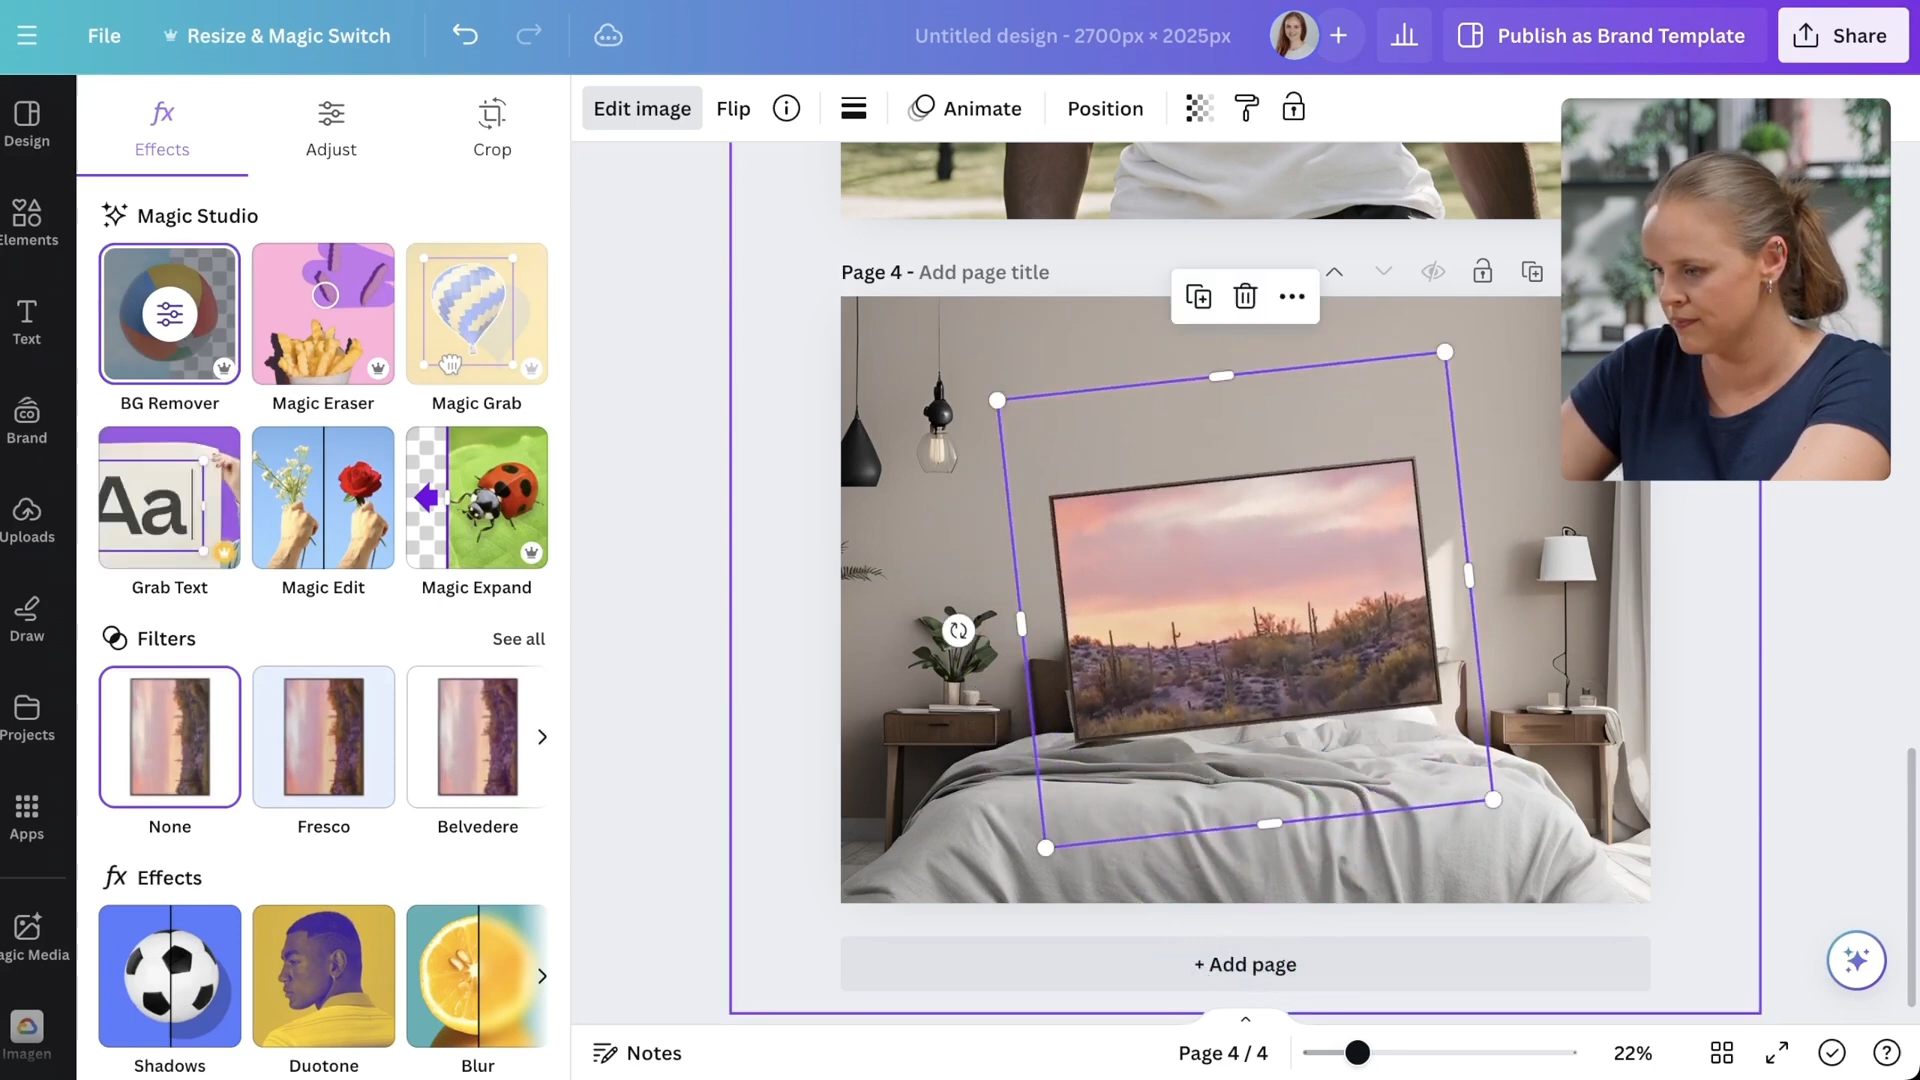 File
Resize & Magic Switch
Untitled design - 2700px × 2025px
Publish as Brand Template
Share
Design
Elements
Text
Brand
Uploads
Draw
Projects
Apps
agic Media
Imagen
fx
Effects
Adjust
Crop
Magic Studio
BG Remover
Magic Eraser
Magic Grab
Aa
Grab Text
Magic Edit
Magic Expand
Filters
See all
None
Fresco
Belvedere
fx Effects
Shadows
Duotone
Blur
Edit image
Flip
Animate
Position
Page 4 - Add page title
+ Add page
Notes
Page 4 / 4
22%